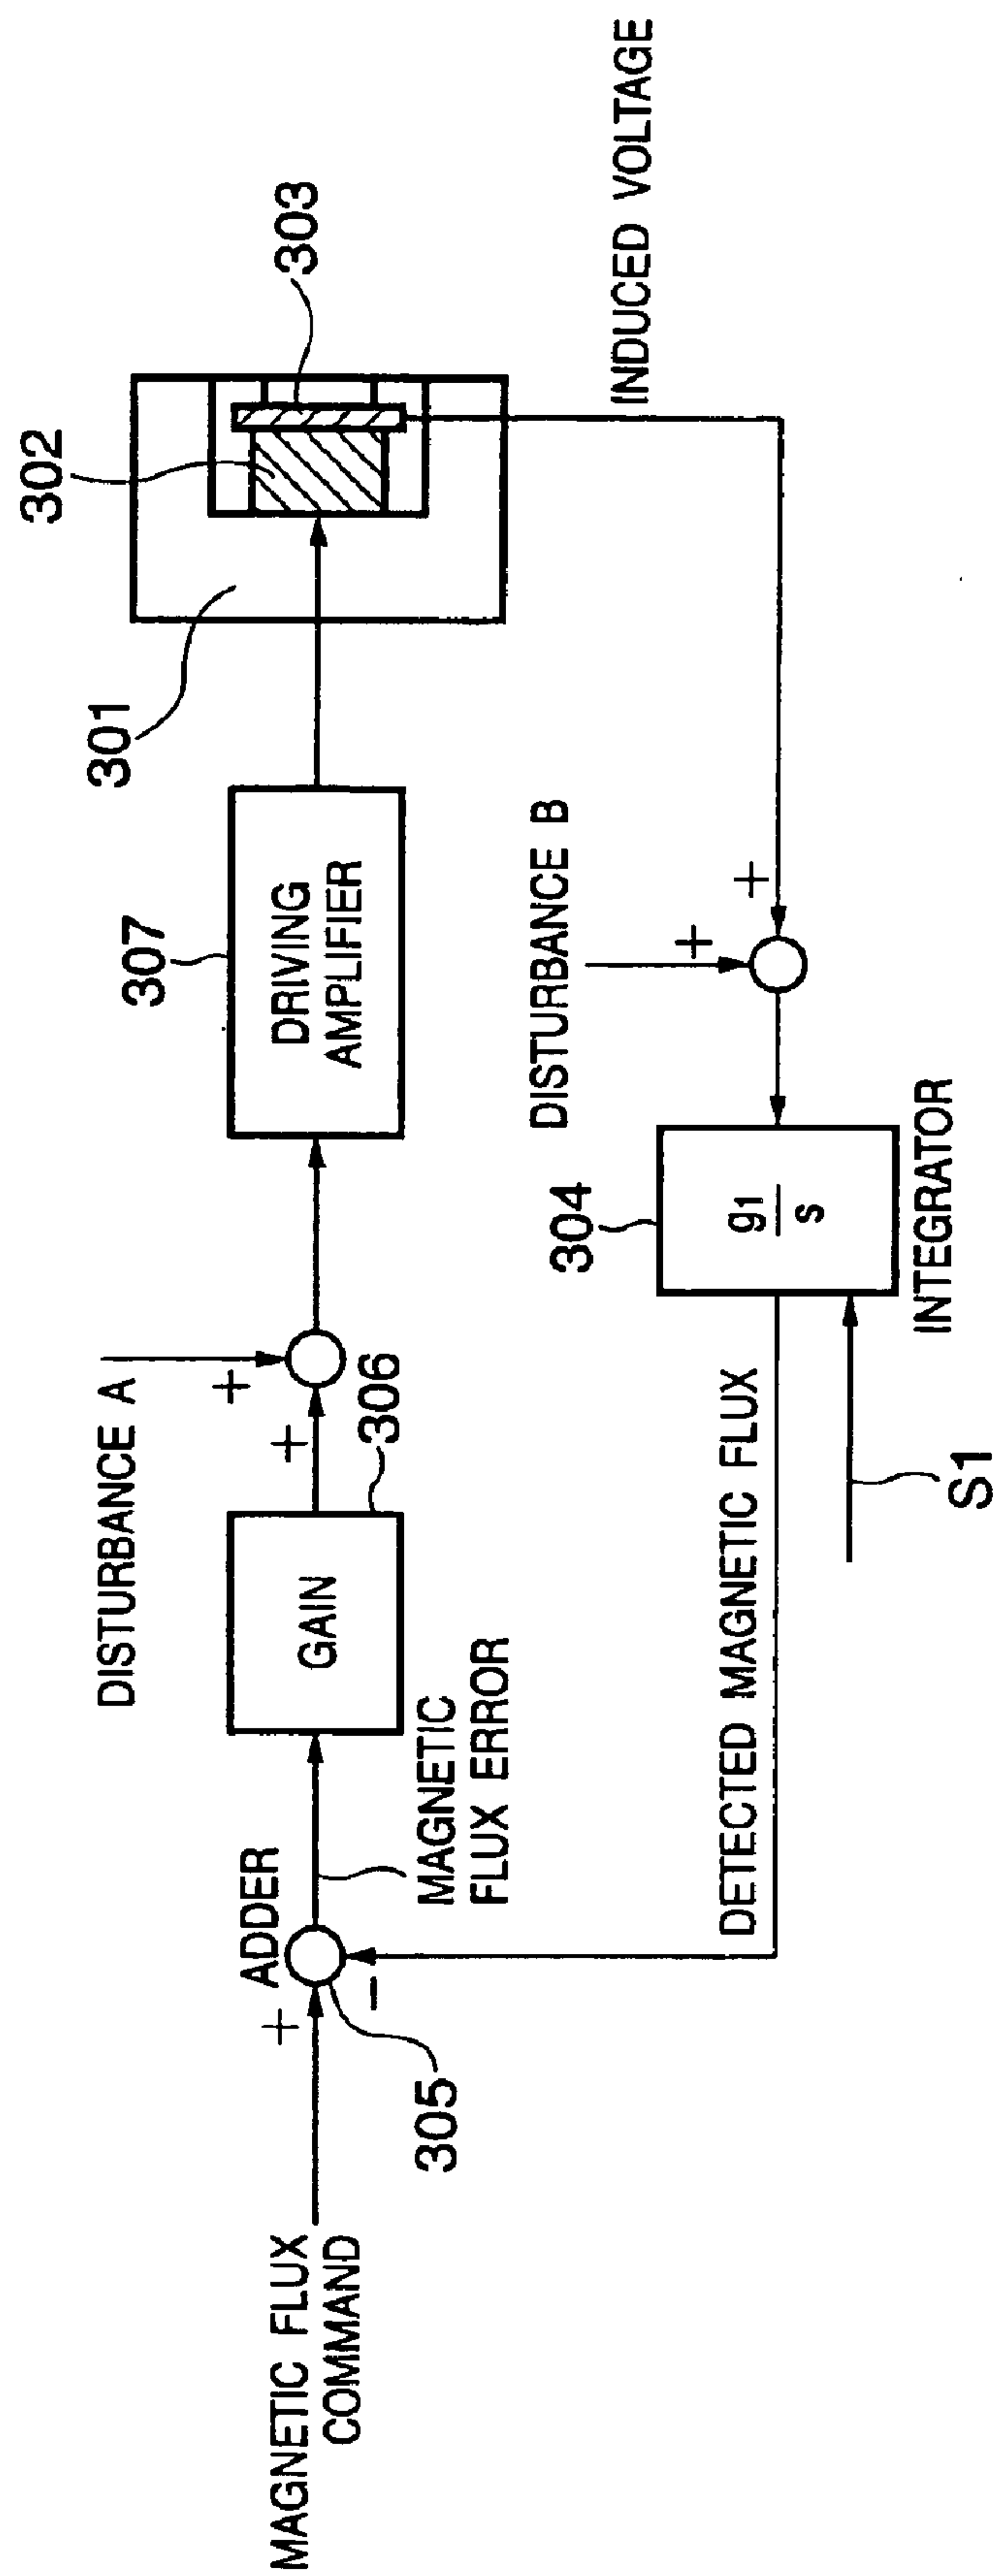 MAGNETIC FLUX
COMMAND
+
−
305
ADDER
MAGNETIC
FLUX ERROR
GAIN
306
DISTURBANCE A
+
+
307
DRIVING
AMPLIFIER
301
302
303
INDUCED VOLTAGE
DISTURBANCE B
+
+
304
g1
s
INTEGRATOR
S1
DETECTED MAGNETIC FLUX